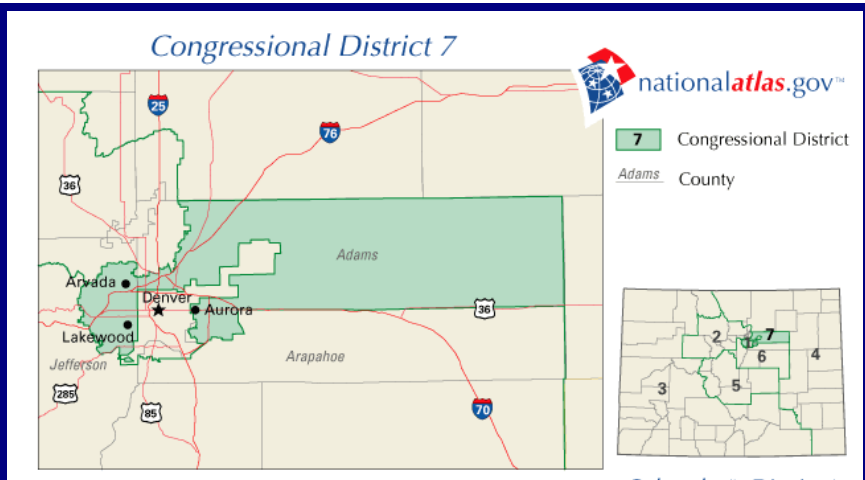 Congressional District 7
nationalatlas.gov™
7 Congressional District
Adams County
25
76
36
Adams
Arvada
Denver
Aurora
36
Lakewood
Jefferson
Arapahoe
285
85
70
2
7
6
4
3
5